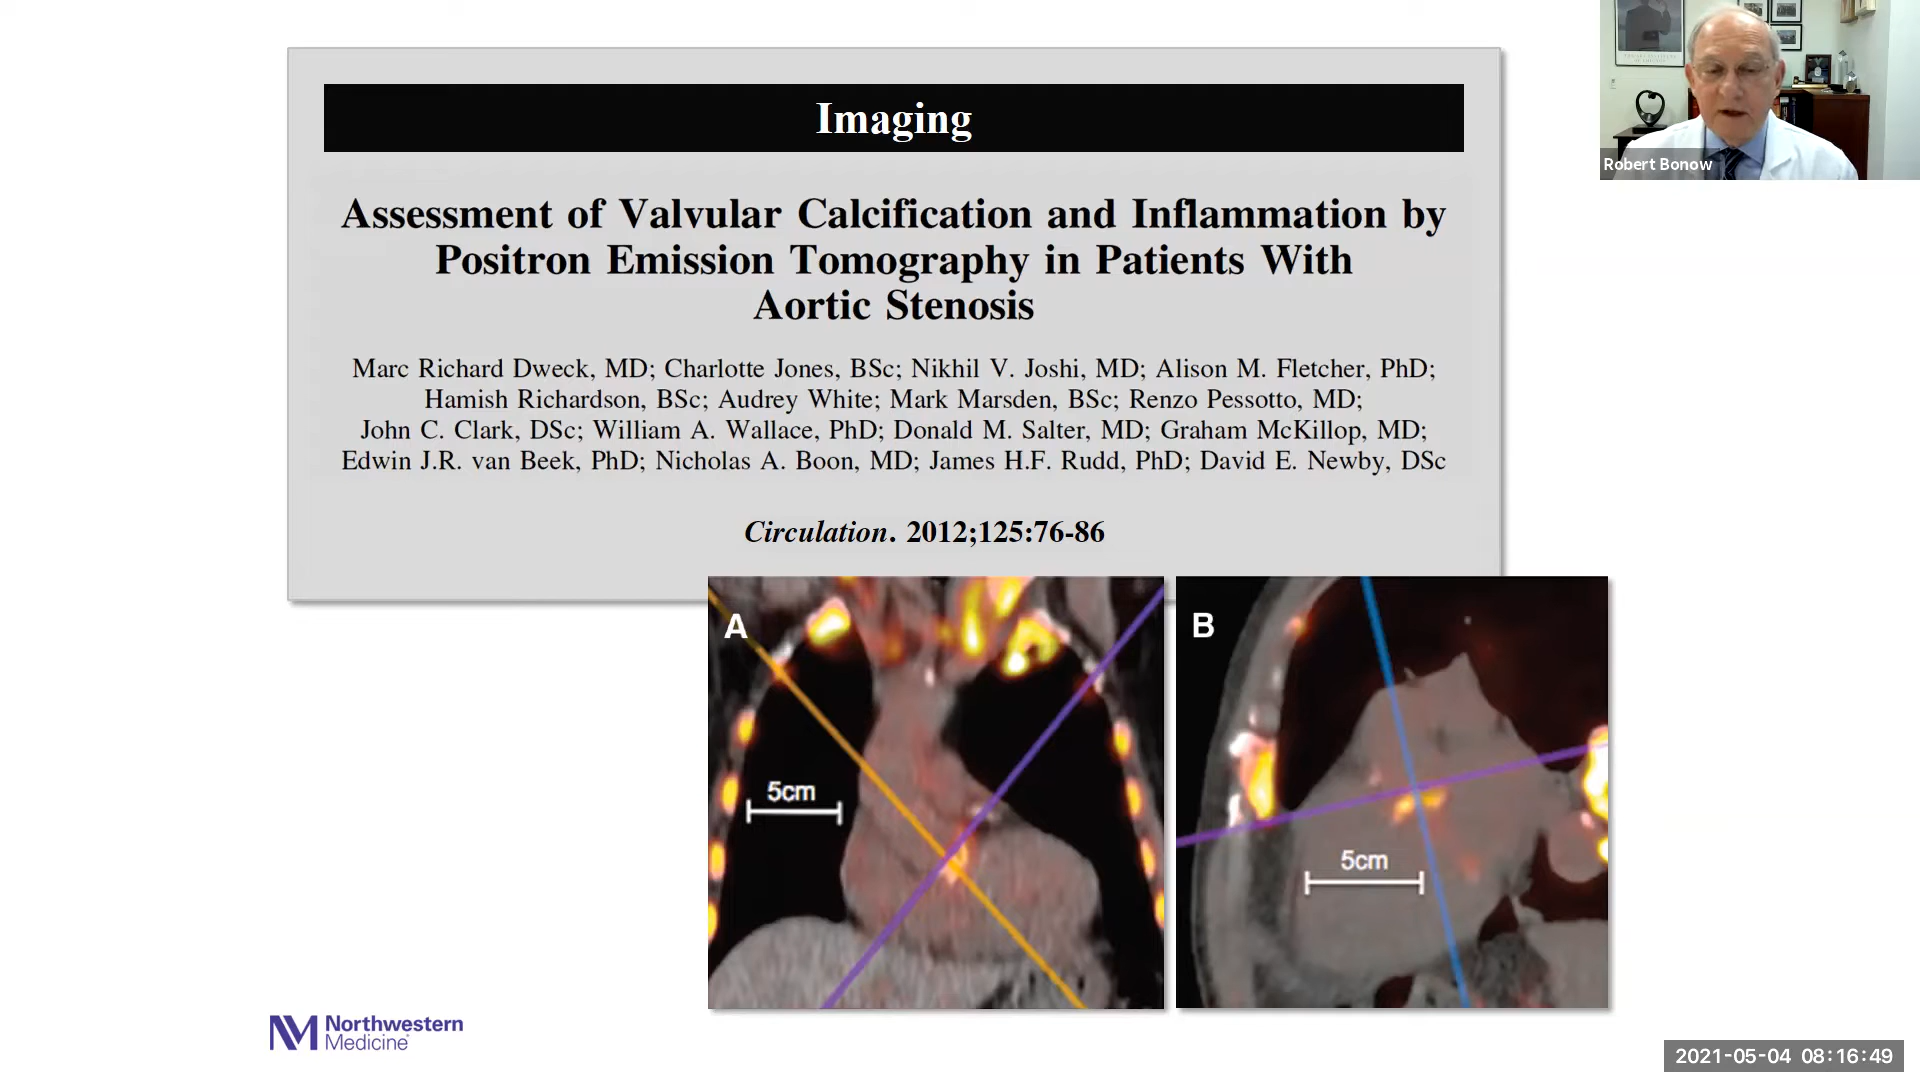 Imaging
Assessment of Valvular Calcification and Inflammation by
Positron Emission Tomography in Patients With
Aortic Stenosis
Marc Richard Dweck, MD; Charlotte Jones, BSc; Nikhil V. Joshi, MD; Alison M. Fletcher, PhD;
Hamish Richardson, BSc; Audrey White; Mark Marsden, BSc; Renzo Pessotto, MD;
John C. Clark, DSc; William A. Wallace, PhD; Donald M. Salter, MD; Graham McKillop, MD;
Edwin J.R. van Beek, PhD; Nicholas A. Boon, MD; James H.F. Rudd, PhD; David E. Newby, DSc
Circulation. 2012;125:76-86
A
5cm
B
5cm
Northwestern
Medicine
Robert Bonow
2021-05-04 08:16:49